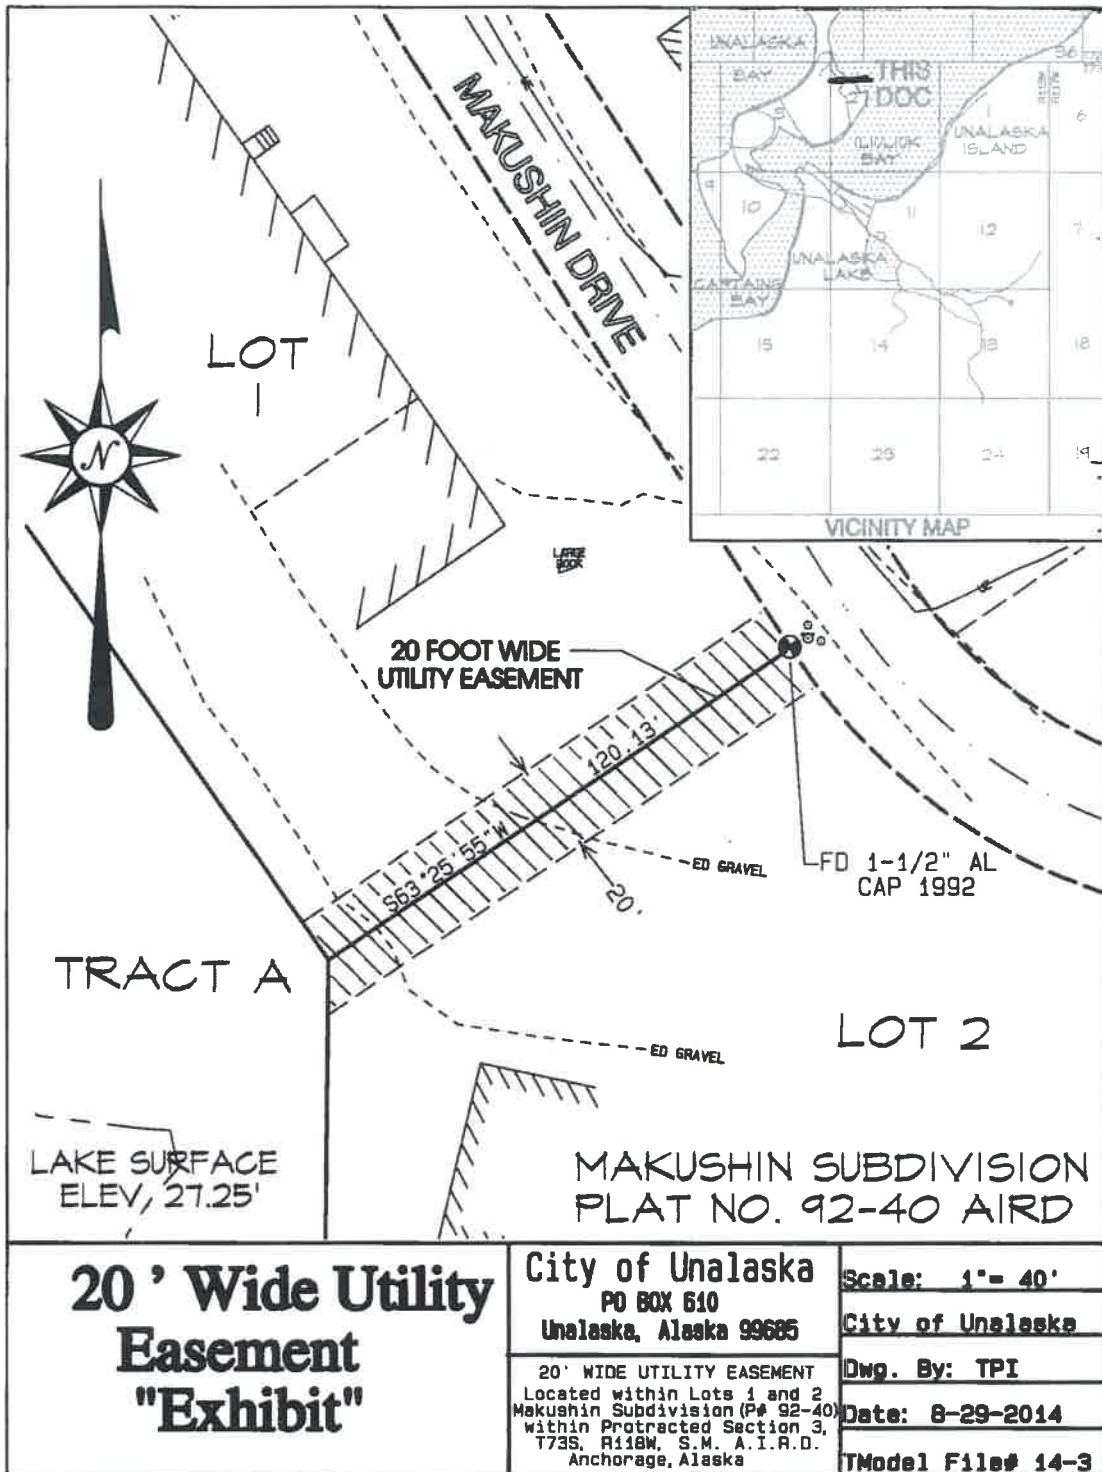 MAKUSHIN DRIVE
UNALASKA
BAY
THIS
DOC
ILIULIUK
BAY
UNALASKA
ISLAND
36
1
6
9
10
11
12
7
UNALASKA
LAKE
CAPTAINS
BAY
15
14
13
18
22
23
24
19
VICINITY MAP
LOT
1
N
LARGE
ROCK
20 FOOT WIDE
UTILITY EASEMENT
120.13'
S63°25'55"W
20'
ED GRAVEL
FD 1-1/2" AL
CAP 1992
TRACT A
LOT 2
ED GRAVEL
LAKE SURFACE
ELEV, 27.25'
MAKUSHIN SUBDIVISION
PLAT NO. 92-40 AIRD
20 ' Wide Utility
Easement
"Exhibit"
City of Unalaska
PO BOX 610
Unalaska, Alaska 99685
20' WIDE UTILITY EASEMENT
Located within Lots 1 and 2
Makushin Subdivision (P# 92-40)
within Protracted Section 3,
T73S, R118W, S.M. A.I.R.D.
Anchorage, Alaska
Scale: 1"= 40'
City of Unalaska
Dwg. By: TPI
Date: 8-29-2014
TModel File# 14-3